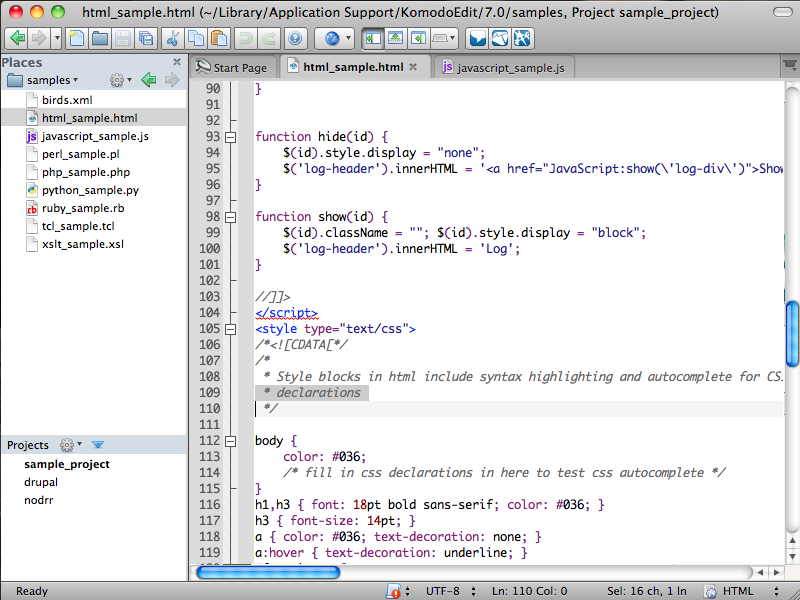 html_sample.html (~/Library/Application Support/KomodoEdit/7.0/samples, Project sample_project)
Places
samples
birds.xml
html_sample.html
javascript_sample.js
perl_sample.pl
php_sample.php
python_sample.py
ruby_sample.rb
tcl_sample.tcl
xslt_sample.xsl
Projects
sample_project
drupal
nodrr
Start Page
html_sample.html
javascript_sample.js
90 }
91
92
93 function hide(id) {
94 $(id).style.display = "none";
95 $('log-header').innerHTML = '<a href="JavaScript:show(\'log-div\')">Show
96 }
97
98 function show(id) {
99 $(id).className = ""; $(id).style.display = "block";
100 $('log-header').innerHTML = 'Log';
101 }
102
103 //]]>
104 </script>
105 <style type="text/css">
106 /*<![CDATA[*/
107 /*
108 * Style blocks in html include syntax highlighting and autocomplete for CS
109 * declarations
110 */
111
112 body {
113 color: #036;
114 /* fill in css declarations in here to test css autocomplete */
115 }
116 h1,h3 { font: 18pt bold sans-serif; color: #036; }
117 h3 { font-size: 14pt; }
118 a { color: #036; text-decoration: none; }
119 a:hover { text-decoration: underline; }
Ready
UTF-8
Ln: 110 Col: 0
Sel: 16 ch, 1 ln
HTML